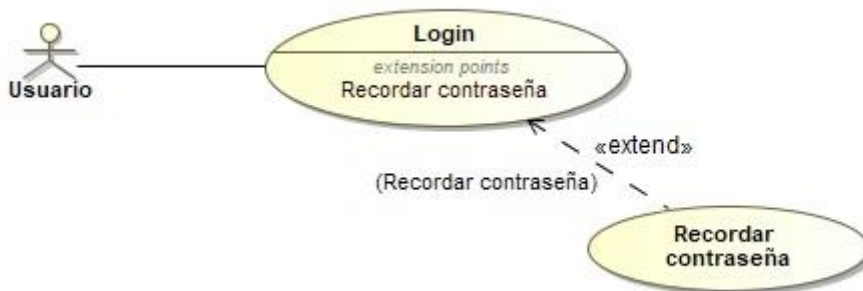 Login
extension points
Recordar contraseña
Usuario
«extend»
(Recordar contraseña)
Recordar
contraseña